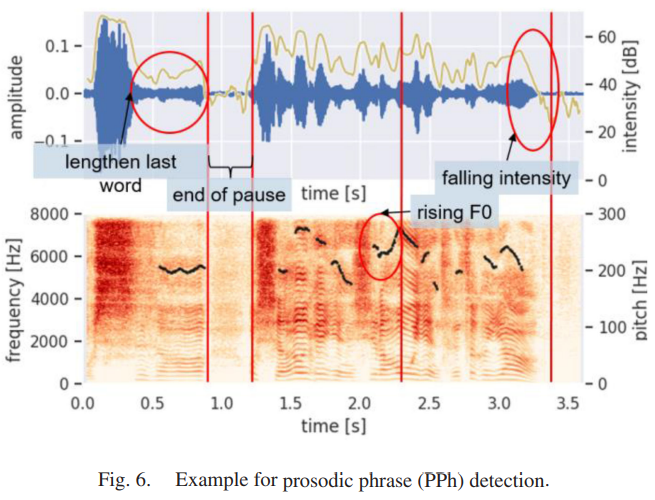 0.1
0.0
−0.1
amplitude
60
40
20
0
intensity [dB]
lengthen last
word
end of pause
time [s]
falling intensity
rising F0
8000
6000
4000
2000
0
frequency [Hz]
300
200
100
0
pitch [Hz]
0.0 0.5 1.0 1.5 2.0 2.5 3.0 3.5
time [s]
Fig. 6. Example for prosodic phrase (PPh) detection.